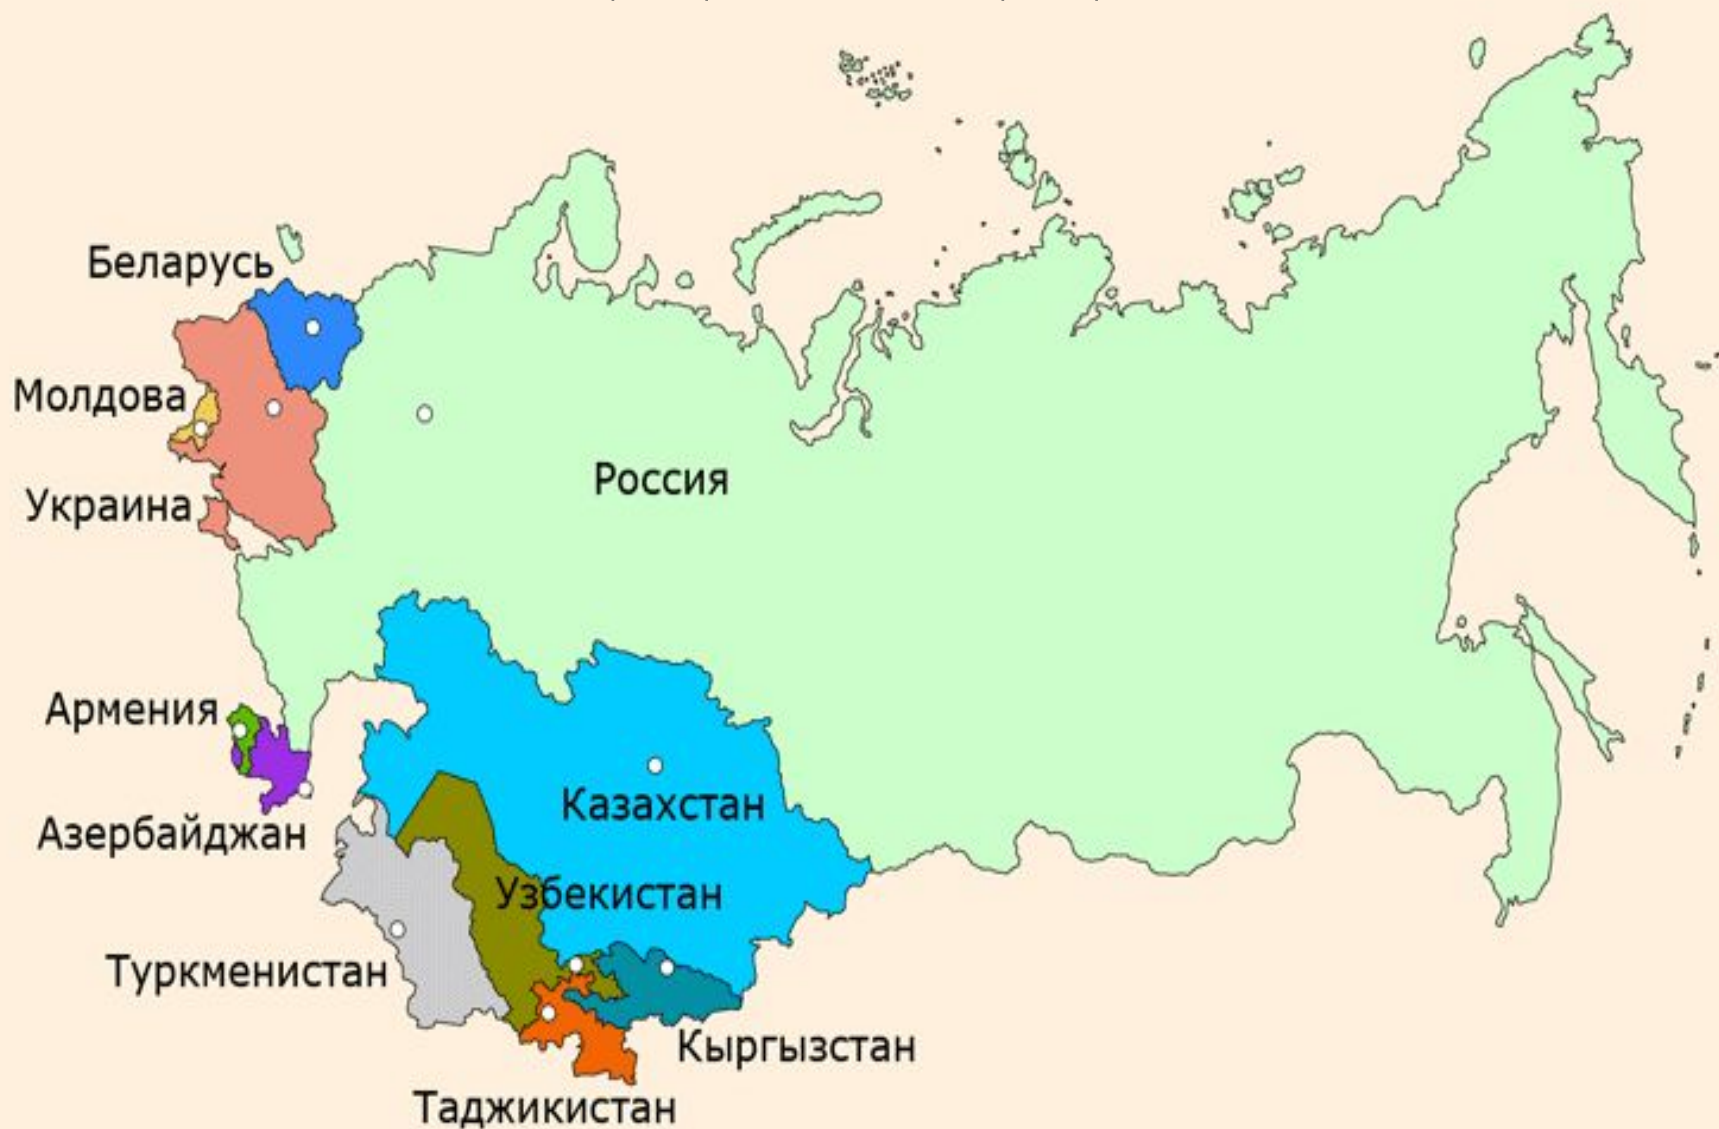 Беларусь
Молдова
Украина
Россия
Армения
Азербайджан
Казахстан
Узбекистан
Туркменистан
Кыргызстан
Таджикистан